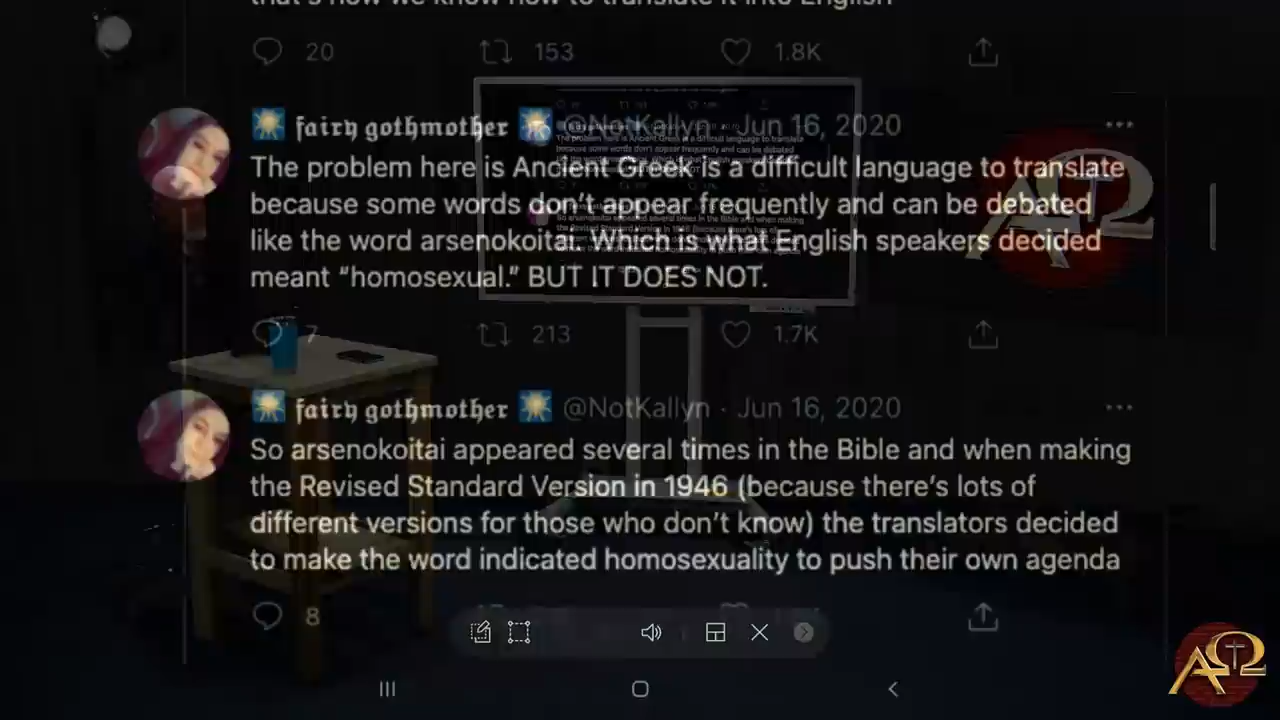 that's how we know how to translate it into English
20 153 1.8K
fairy gothmother @NotKallyn · Jun 16, 2020
The problem here is Ancient Greek is a difficult language to translate
because some words don't appear frequently and can be debated
like the word arsenokoitai. Which is what English speakers decided
meant “homosexual.” BUT IT DOES NOT.
7 213 1.7K
fairy gothmother @NotKallyn · Jun 16, 2020
So arsenokoitai appeared several times in the Bible and when making
the Revised Standard Version in 1946 (because there's lots of
different versions for those who don't know) the translators decided
to make the word indicated homosexuality to push their own agenda
8
ΑΩ
ΑΩ